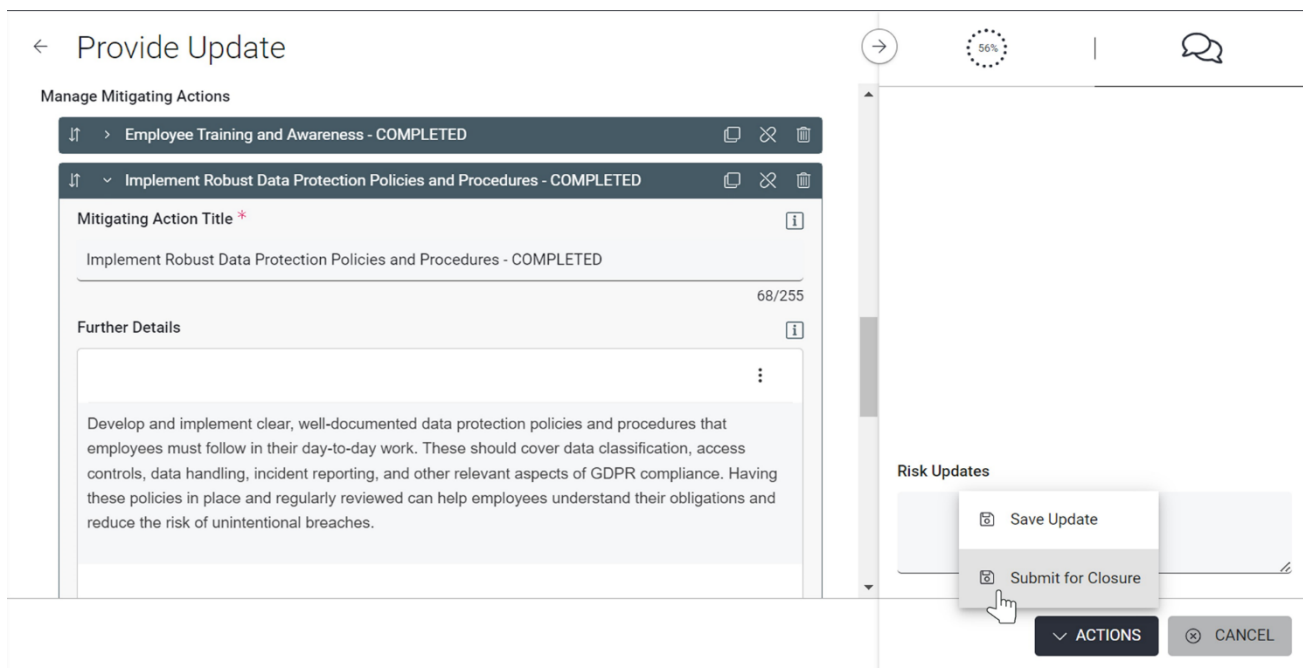 Provide Update
56%
Manage Mitigating Actions
Employee Training and Awareness - COMPLETED
Implement Robust Data Protection Policies and Procedures - COMPLETED
Mitigating Action Title *
Implement Robust Data Protection Policies and Procedures - COMPLETED
68/255
Further Details
Develop and implement clear, well-documented data protection policies and procedures that
employees must follow in their day-to-day work. These should cover data classification, access
controls, data handling, incident reporting, and other relevant aspects of GDPR compliance. Having
these policies in place and regularly reviewed can help employees understand their obligations and
reduce the risk of unintentional breaches.
Risk Updates
Save Update
Submit for Closure
ACTIONS
CANCEL